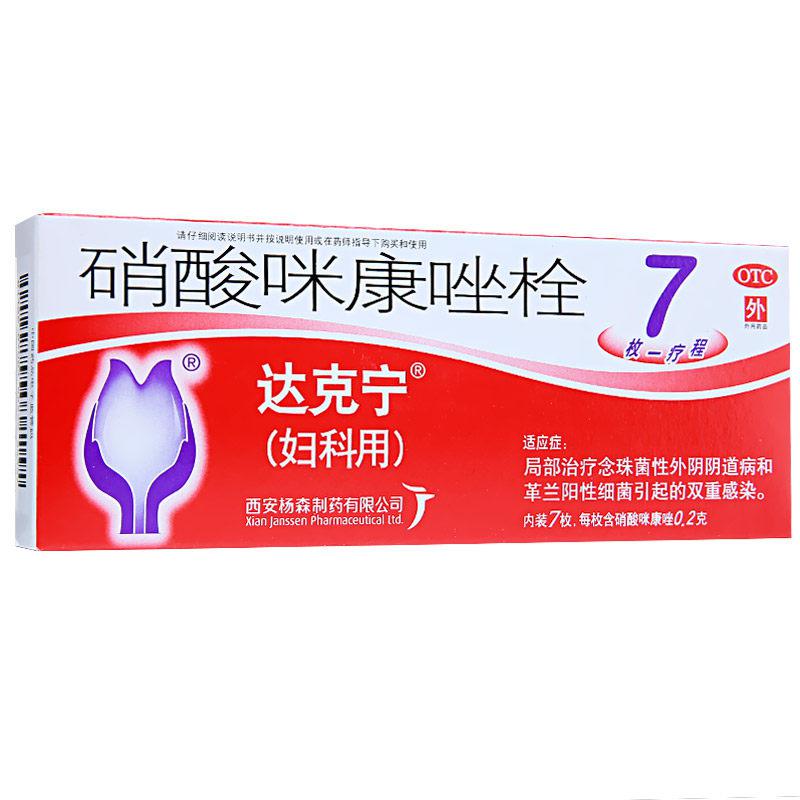 请仔细阅读说明书并按说明使用或在药师指导下购买和使用
硝酸咪康唑栓
7
枚一疗程
OTC
外
外用药品
®
达克宁®
(妇科用)
西安杨森制药有限公司
Xian Janssen Pharmaceutical Ltd.
适应症:
局部治疗念珠菌性外阴阴道病和
革兰阳性细菌引起的双重感染。
内装7枚,每枚含硝酸咪康唑0.2克